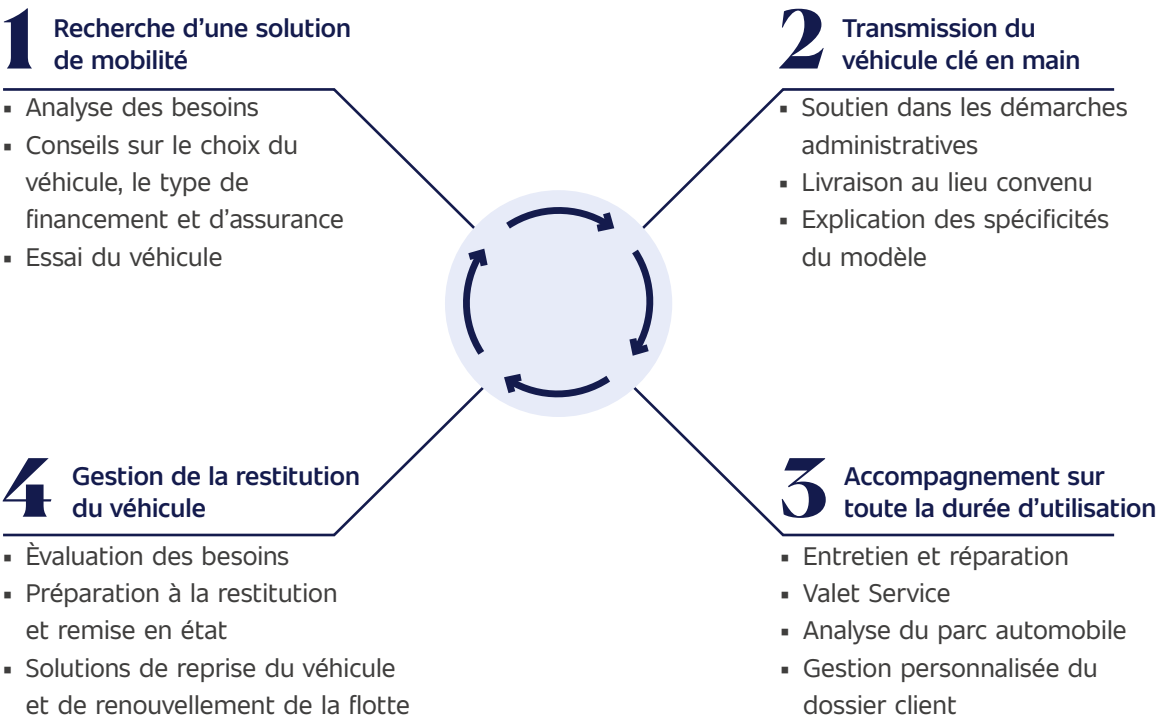 1
Recherche d’une solution
de mobilité
▪ Analyse des besoins
▪ Conseils sur le choix du
véhicule, le type de
financement et d’assurance
▪ Essai du véhicule
2
Transmission du
véhicule clé en main
▪ Soutien dans les démarches
administratives
▪ Livraison au lieu convenu
▪ Explication des spécificités
du modèle
3
Accompagnement sur
toute la durée d’utilisation
▪ Entretien et réparation
▪ Valet Service
▪ Analyse du parc automobile
▪ Gestion personnalisée du
dossier client
4
Gestion de la restitution
du véhicule
▪ Èvaluation des besoins
▪ Préparation à la restitution
et remise en état
▪ Solutions de reprise du véhicule
et de renouvellement de la flotte